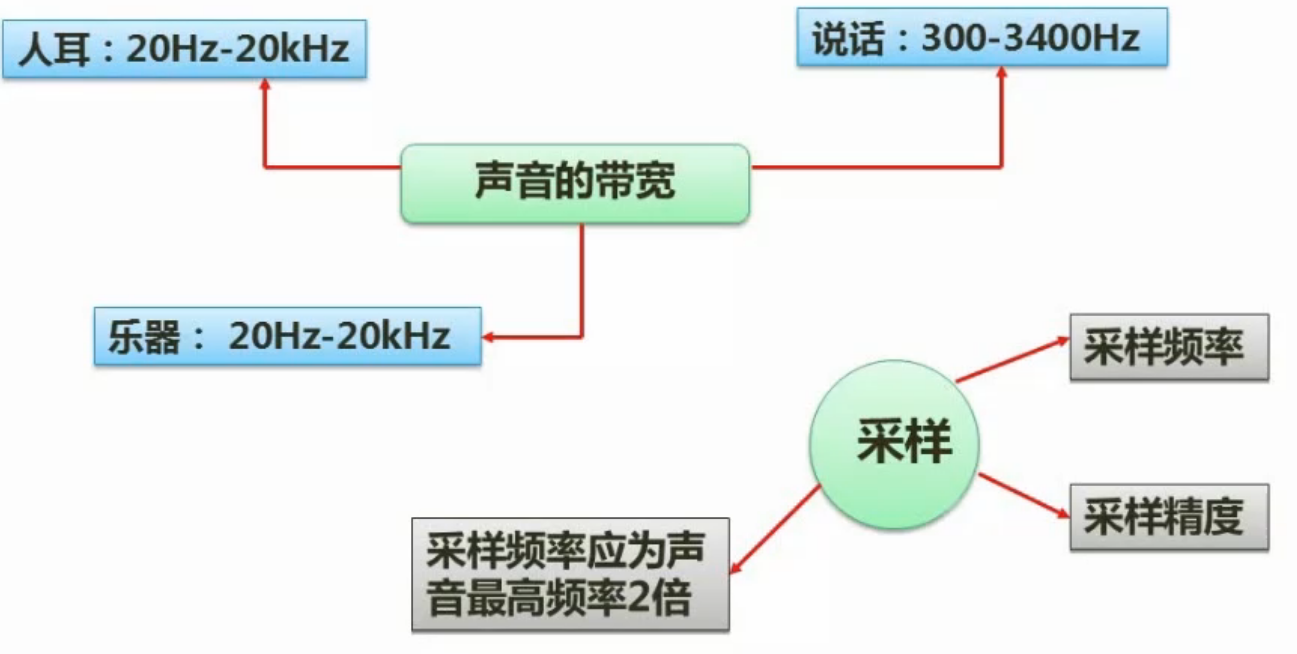 人耳：20Hz-20kHz
说话：300-3400Hz
声音的带宽
乐器： 20Hz-20kHz
采样频率
采样
采样精度
采样频率应为声
音最高频率2倍